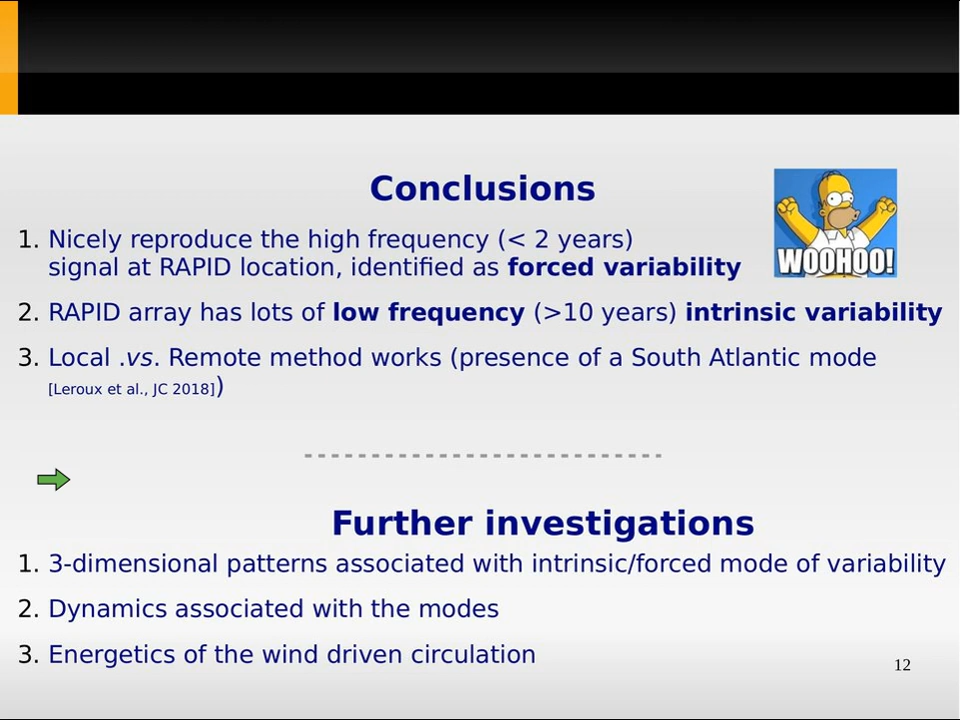 Conclusions
1. Nicely reproduce the high frequency (< 2 years)
signal at RAPID location, identified as forced variability
WOOHOO!
2. RAPID array has lots of low frequency (>10 years) intrinsic variability
3. Local .vs. Remote method works (presence of a South Atlantic mode
[Leroux et al., JC 2018])
Further investigations
1. 3-dimensional patterns associated with intrinsic/forced mode of variability
2. Dynamics associated with the modes
3. Energetics of the wind driven circulation
12